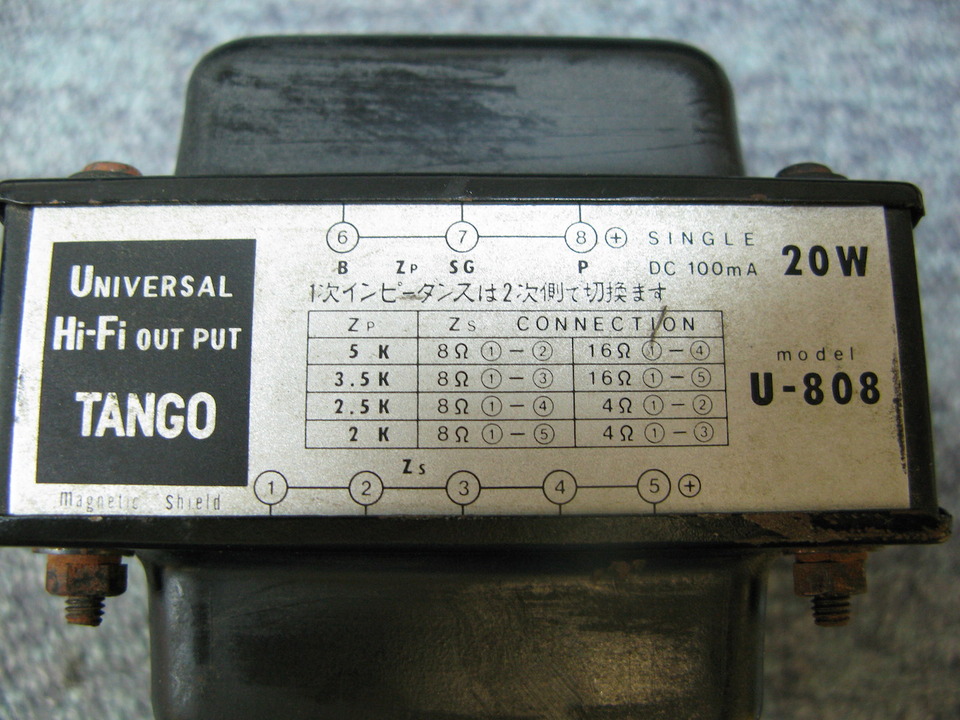 UNIVERSAL
Hi-Fi OUT PUT
TANGO
Magnetic Shield
6 7 8 + SINGLE
B ZP SG P DC 100mA
20W
1次インピータンスは2次側で切換ます
ZP ZS CONNECTION
5 K 8Ω ① – ② 16Ω ① – ④
3.5 K 8Ω ① – ③ 16Ω ① – ⑤
2.5 K 8Ω ① – ④ 4Ω ① – ②
2 K 8Ω ① – ⑤ 4Ω ① – ③
ZS
1 2 3 4 5 +
model
U-808